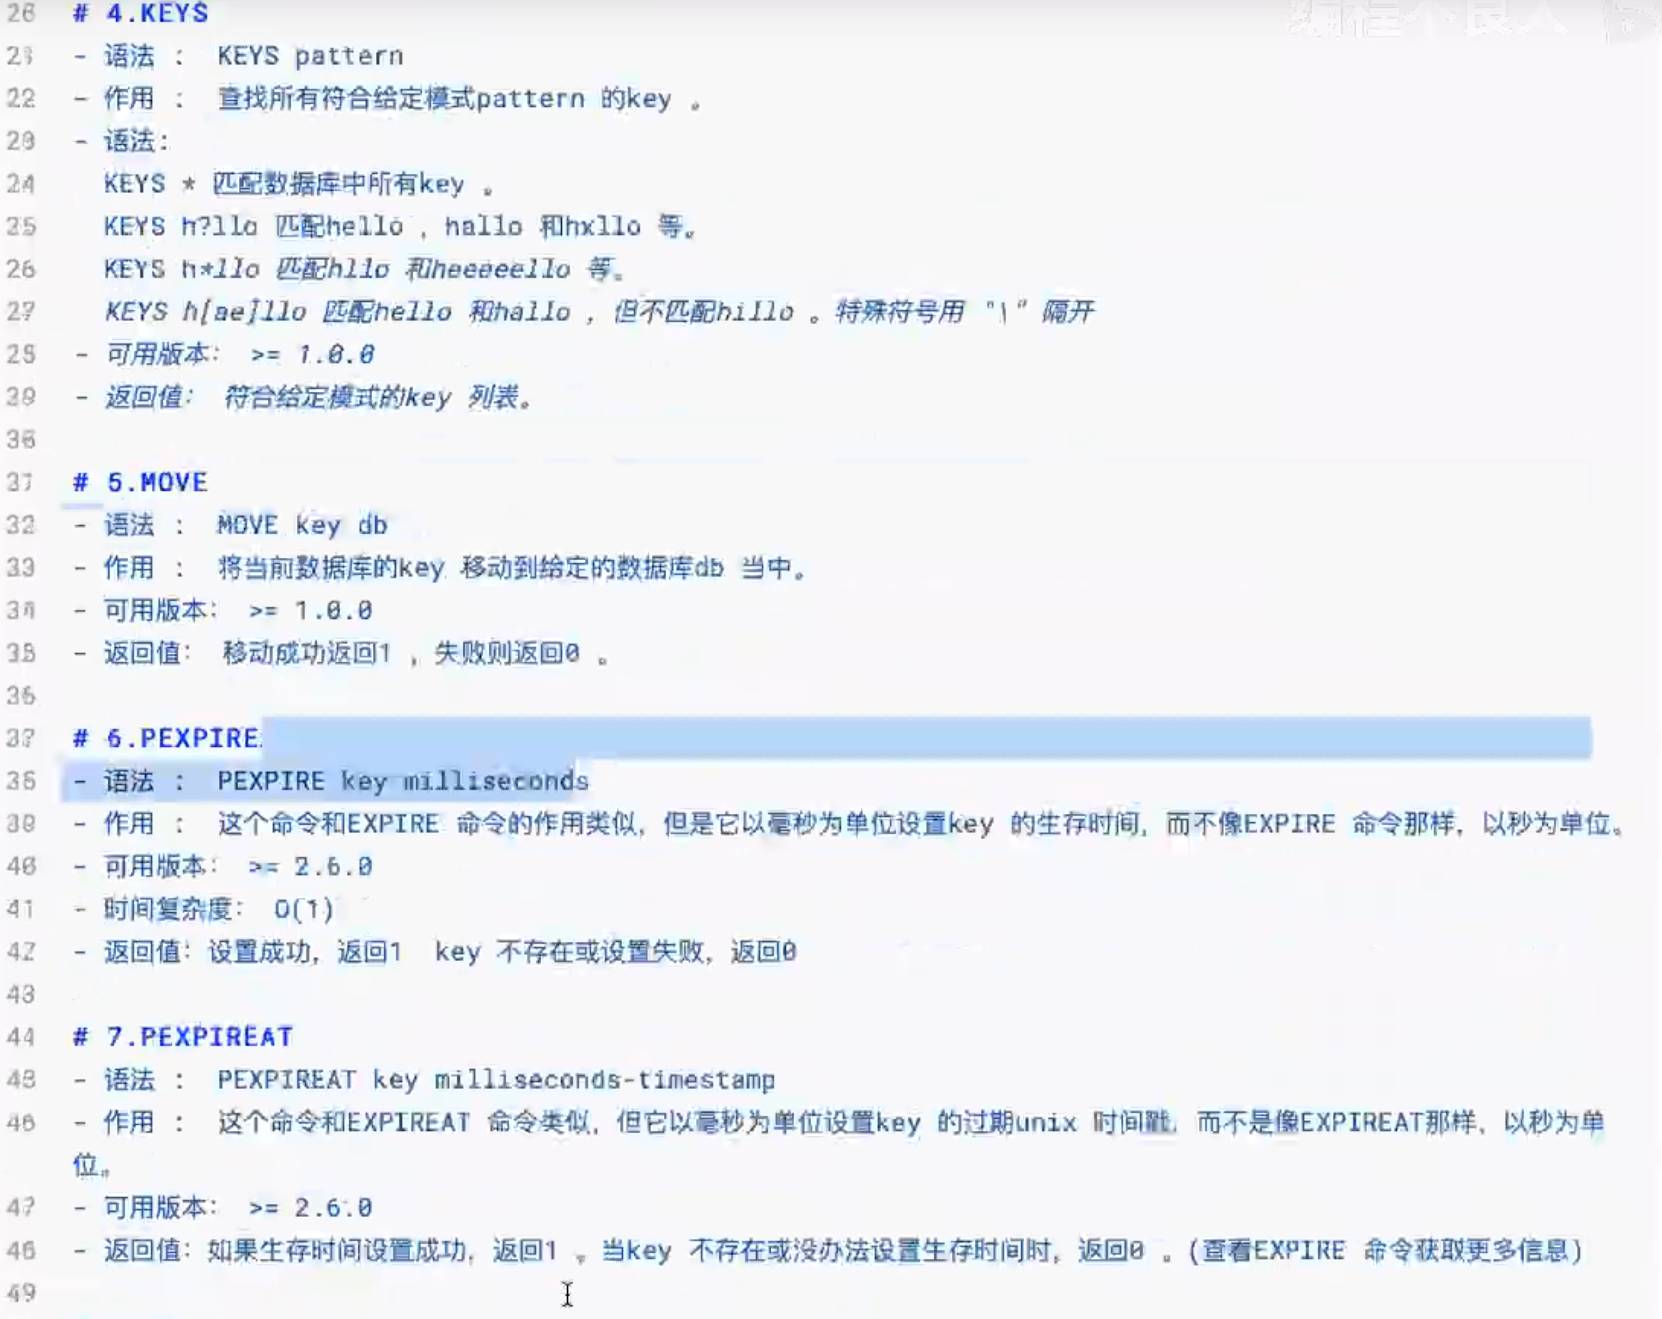 编程不良人
# 4.KEYS
- 语法 : KEYS pattern
22 - 作用 : 查找所有符合给定模式pattern 的key 。
- 语法:
24 KEYS * 匹配数据库中所有key 。
25 KEYS h?llo 匹配hello , hallo 和hxllo 等。
26 KEYS h*llo 匹配hllo 和heeeeello 等。
27 KEYS h[ae]llo 匹配hello 和hallo , 但不匹配hillo 。特殊符号用 "\" 隔开
- 可用版本: >= 1.0.0
- 返回值: 符合给定模式的key 列表。
# 5.MOVE
32 - 语法 : MOVE key db
33 - 作用 : 将当前数据库的key 移动到给定的数据库db 当中。
- 可用版本: >= 1.0.0
- 返回值: 移动成功返回1 , 失败则返回0 。
37 # 6.PEXPIRE
- 语法 : PEXPIRE key milliseconds
- 作用 : 这个命令和EXPIRE 命令的作用类似, 但是它以毫秒为单位设置key 的生存时间, 而不像EXPIRE 命令那样, 以秒为单位。
- 可用版本: >= 2.6.0
41 - 时间复杂度: O(1)
42 - 返回值: 设置成功, 返回1 key 不存在或设置失败, 返回0
43
44 # 7.PEXPIREAT
- 语法 : PEXPIREAT key milliseconds-timestamp
- 作用 : 这个命令和EXPIREAT 命令类似, 但它以毫秒为单位设置key 的过期unix 时间戳, 而不是像EXPIREAT那样, 以秒为单
位。
47 - 可用版本: >= 2.6.0
- 返回值: 如果生存时间设置成功, 返回1 。当key 不存在或没办法设置生存时间时, 返回0 。(查看EXPIRE 命令获取更多信息)
49